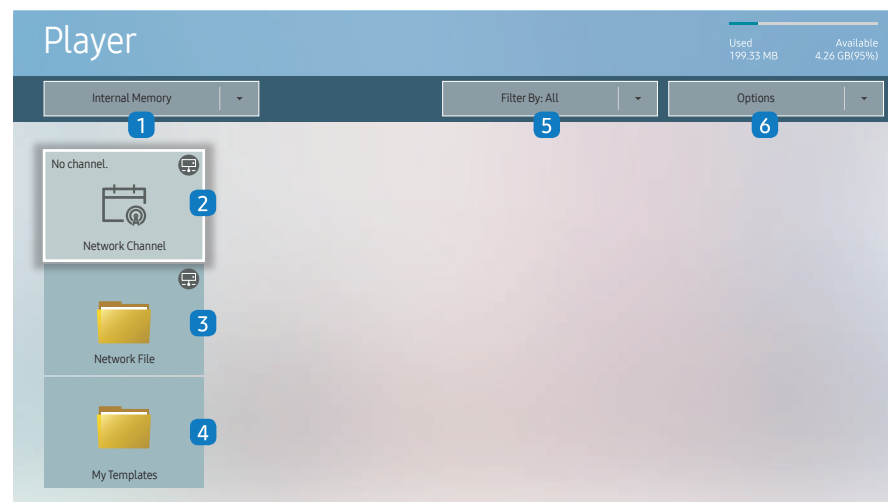 Player
Used Available
199.33 MB 4.26 GB(95%)
Internal Memory Filter By: All Options
1 5 6
No channel.
2
Network Channel
3
Network File
4
My Templates